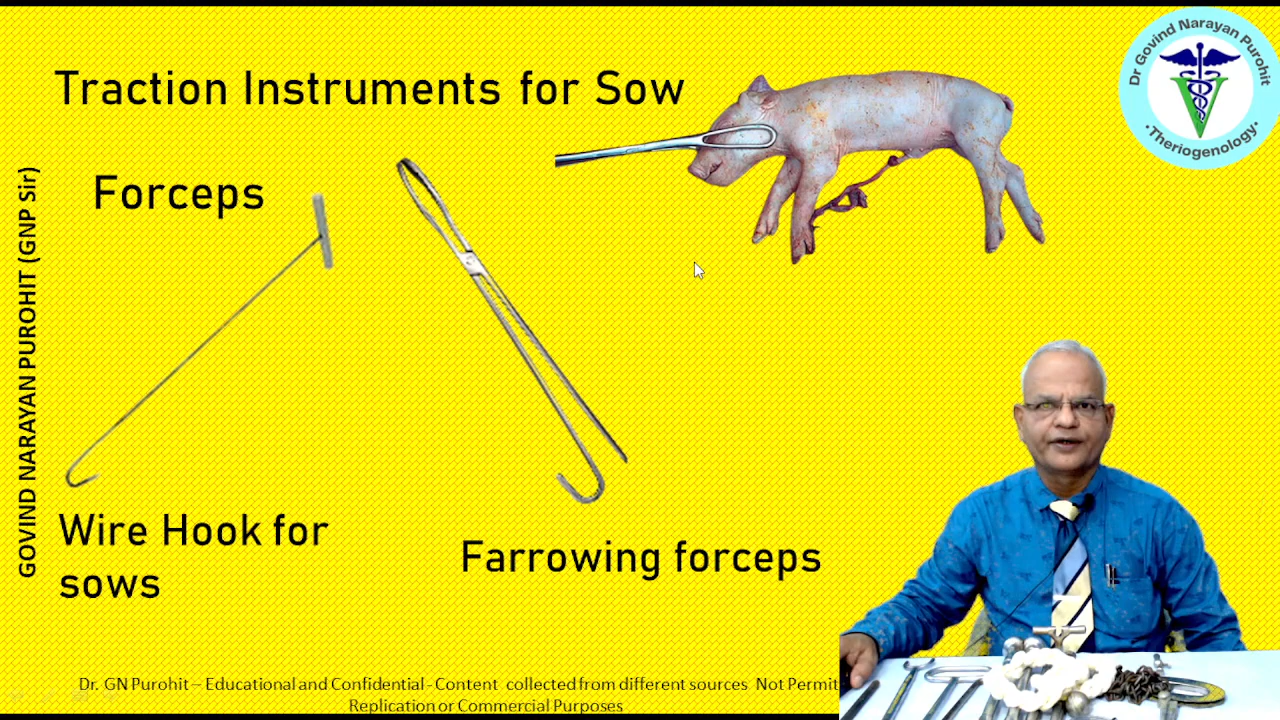 Traction Instruments for Sow
Forceps
Wire Hook for
sows
Farrowing forceps
GOVIND NARAYAN PUROHIT (GNP Sir)
Dr Govind Narayan Purohit
•Theriogenology•
Dr. GN Purohit – Educational and Confidential - Content collected from different sources Not Permit
Replication or Commercial Purposes